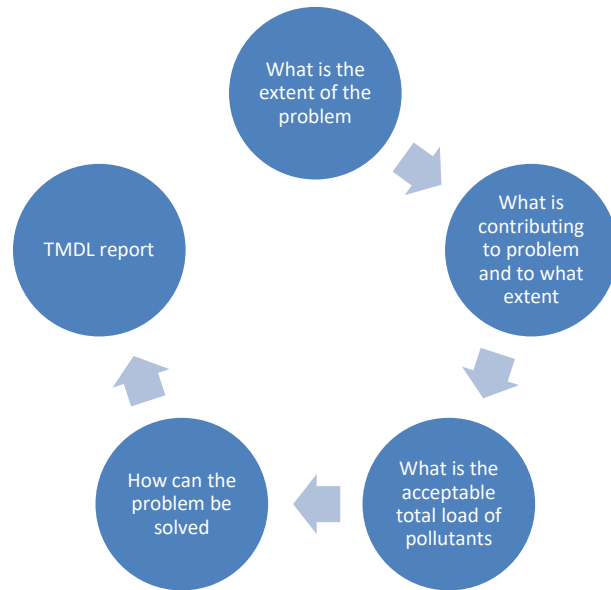 What is the
extent of the
problem
What is
contributing
to problem
and to what
extent
What is the
acceptable
total load of
pollutants
How can the
problem be
solved
TMDL report